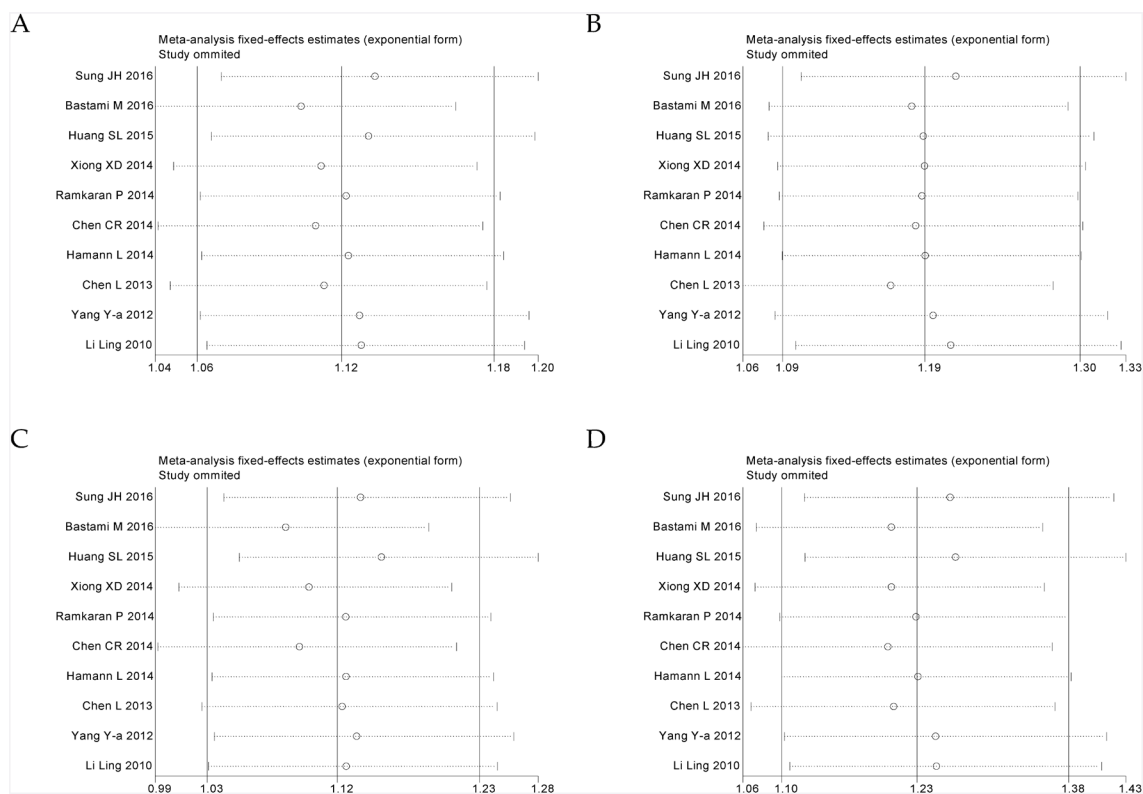 A
Meta-analysis fixed-effects estimates (exponential form)
Study ommited
Sung JH 2016
Bastami M 2016
Huang SL 2015
Xiong XD 2014
Ramkaran P 2014
Chen CR 2014
Hamann L 2014
Chen L 2013
Yang Y-a 2012
Li Ling 2010
1.04 1.06 1.12 1.18 1.20
B
Meta-analysis fixed-effects estimates (exponential form)
Study ommited
Sung JH 2016
Bastami M 2016
Huang SL 2015
Xiong XD 2014
Ramkaran P 2014
Chen CR 2014
Hamann L 2014
Chen L 2013
Yang Y-a 2012
Li Ling 2010
1.06 1.09 1.19 1.30 1.33
C
Meta-analysis fixed-effects estimates (exponential form)
Study ommited
Sung JH 2016
Bastami M 2016
Huang SL 2015
Xiong XD 2014
Ramkaran P 2014
Chen CR 2014
Hamann L 2014
Chen L 2013
Yang Y-a 2012
Li Ling 2010
0.99 1.03 1.12 1.23 1.28
D
Meta-analysis fixed-effects estimates (exponential form)
Study ommited
Sung JH 2016
Bastami M 2016
Huang SL 2015
Xiong XD 2014
Ramkaran P 2014
Chen CR 2014
Hamann L 2014
Chen L 2013
Yang Y-a 2012
Li Ling 2010
1.06 1.10 1.23 1.38 1.43